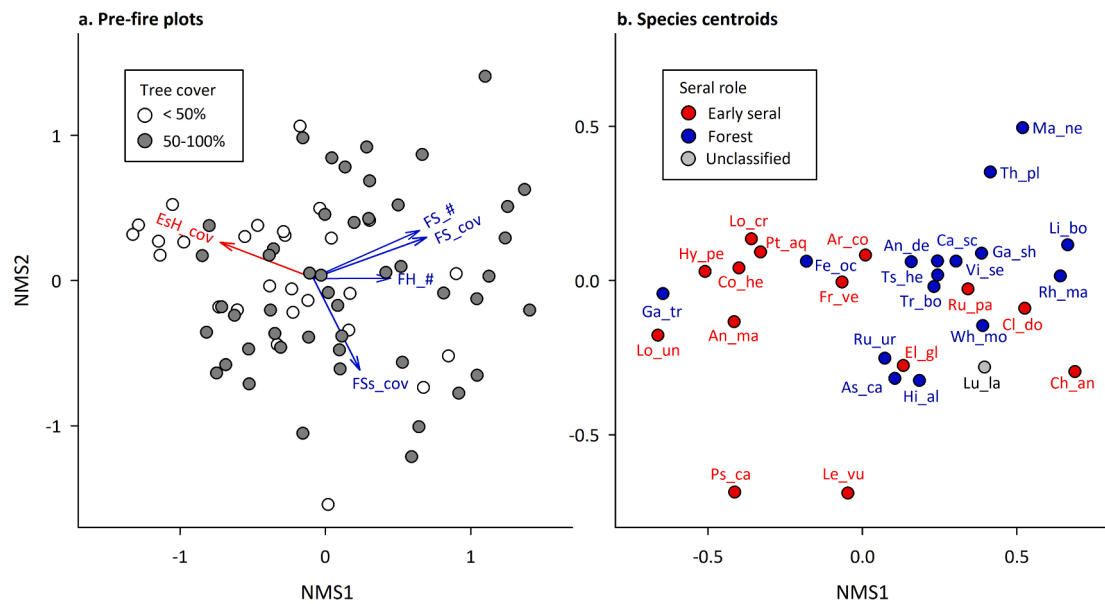 a. Pre-fire plots
Tree cover
< 50%
50-100%
EsH_cov
FS_#
FS_cov
FH_#
FSs_cov
1
0
-1
-1
0
1
NMS2
NMS1
b. Species centroids
Seral role
Early seral
Forest
Unclassified
Ma_ne
Th_pl
Lo_cr
Li_bo
Hy_pe
Pt_aq
Ar_co
An_de
Ca_sc
Ga_sh
Co_he
Fe_oc
Ts_he
Vi_se
Rh_ma
Fr_ve
Tr_bo
Ru_pa
Ga_tr
Cl_do
An_ma
Wh_mo
Lo_un
Ru_ur
El_gl
As_ca
Hi_al
Lu_la
Ch_an
Ps_ca
Le_vu
0.5
0.0
-0.5
-0.5
0.0
0.5
NMS1